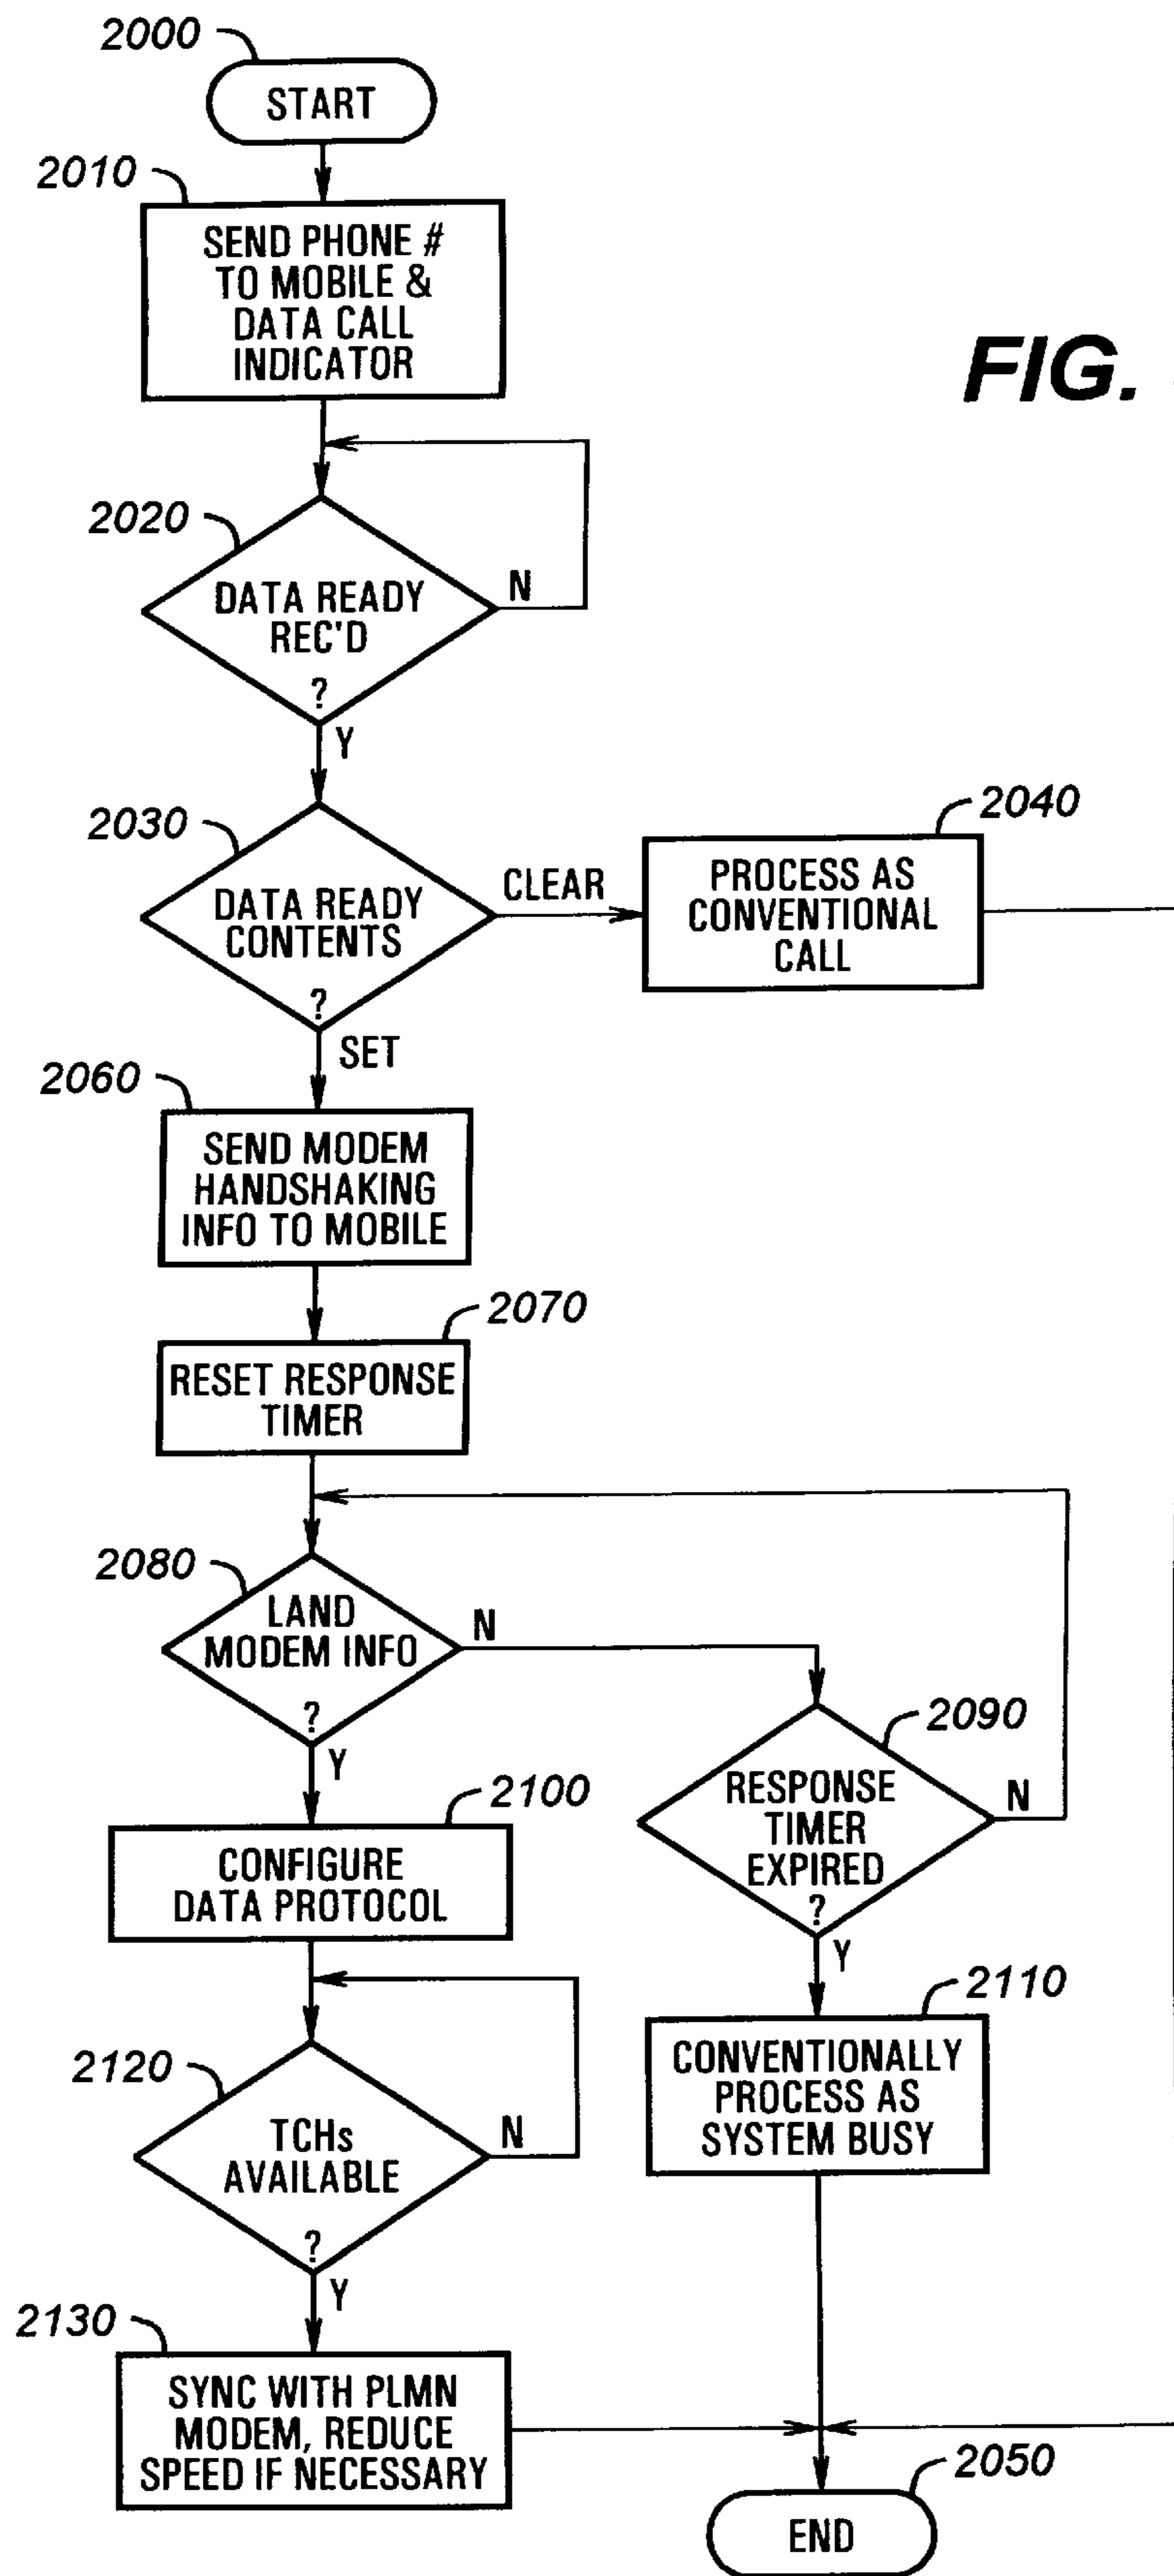 2000
START
2010
SEND PHONE #
TO MOBILE &
DATA CALL
INDICATOR
FIG.
2020
DATA READY
REC'D
?
N
Y
2030
DATA READY
CONTENTS
?
CLEAR
2040
PROCESS AS
CONVENTIONAL
CALL
SET
2060
SEND MODEM
HANDSHAKING
INFO TO MOBILE
2070
RESET RESPONSE
TIMER
2080
LAND
MODEM INFO
?
N
Y
2090
RESPONSE
TIMER
EXPIRED
?
N
Y
2100
CONFIGURE
DATA PROTOCOL
2110
CONVENTIONALLY
PROCESS AS
SYSTEM BUSY
2120
TCHs
AVAILABLE
?
N
Y
2130
SYNC WITH PLMN
MODEM, REDUCE
SPEED IF NECESSARY
2050
END